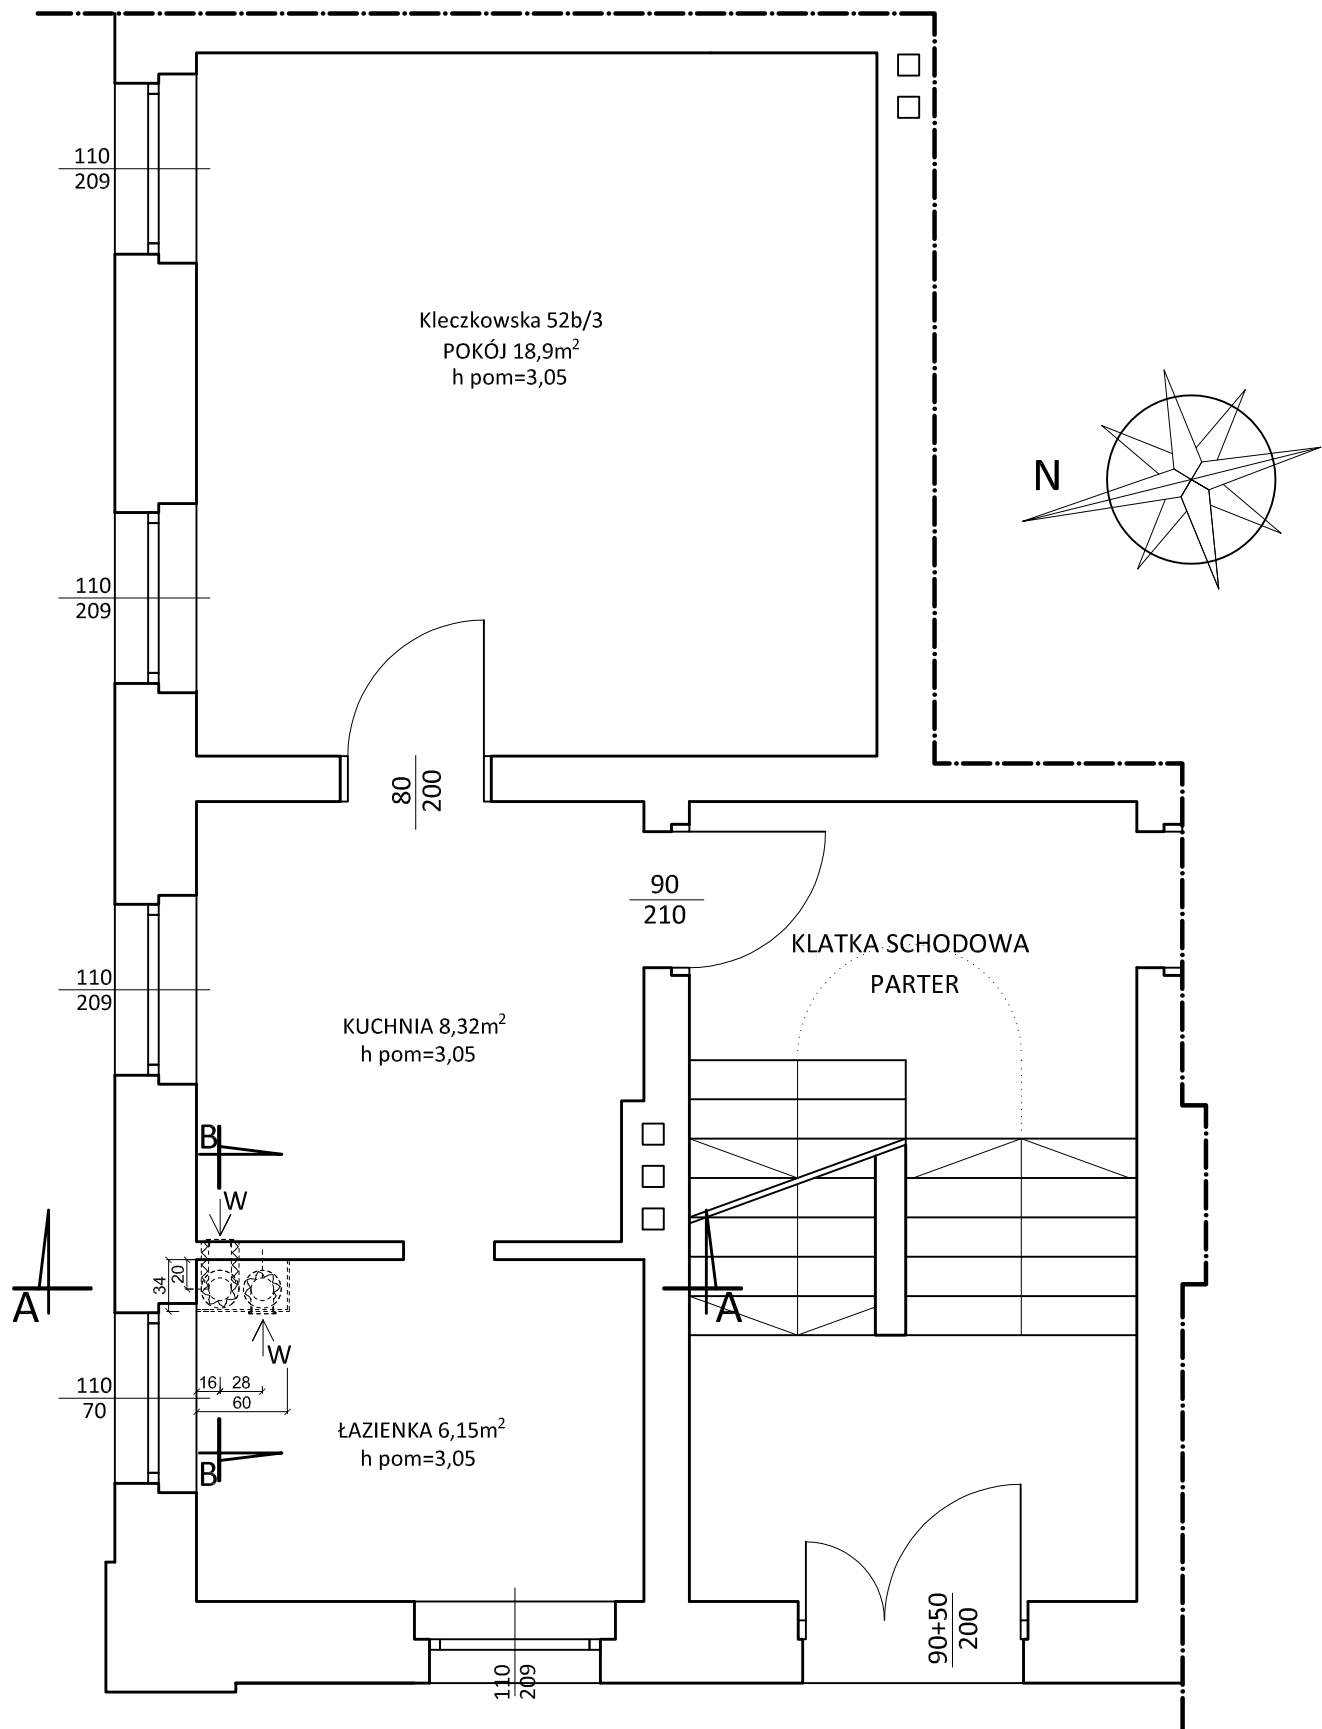 110
209
Kleczkowska 52b/3
POKÓJ 18,9m²
h pom=3,05
N
110
209
80
200
90
210
KLATKA SCHODOWA
PARTER
110
209
KUCHNIA 8,32m²
h pom=3,05
B
W
34
20
A
A
W
110
70
16
28
60
ŁAZIENKA 6,15m²
h pom=3,05
B
90+50
200
110
209